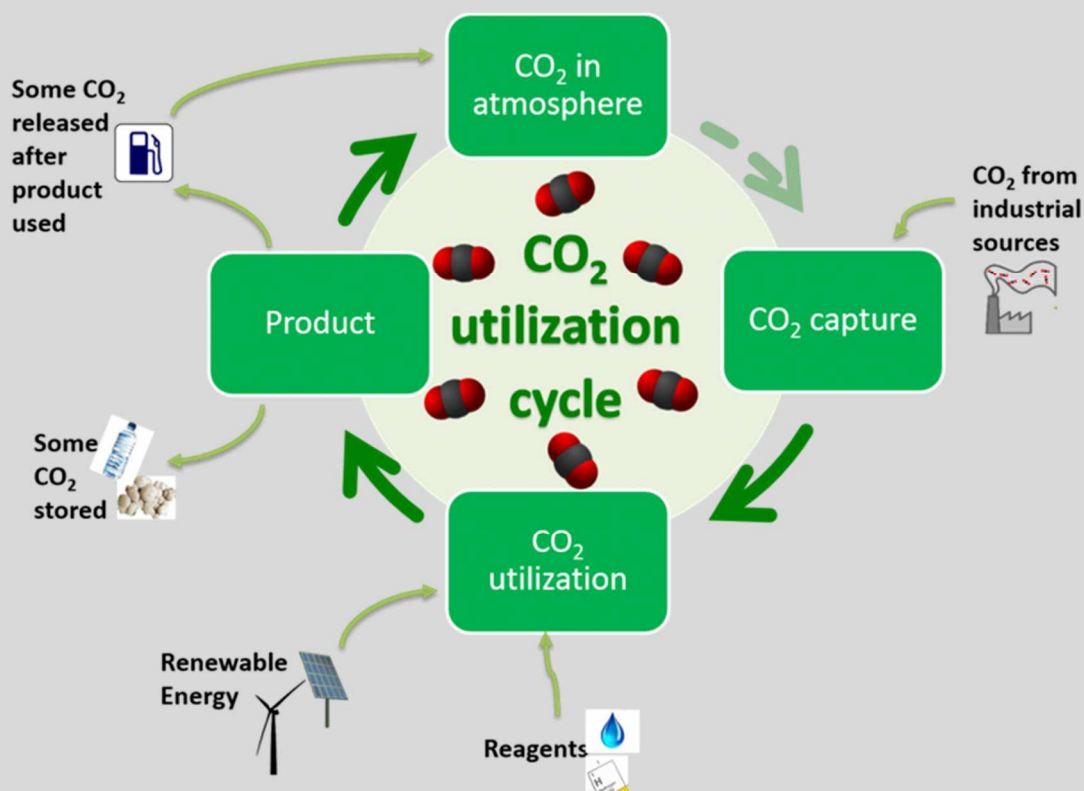 CO₂ in
atmosphere
Some CO₂
released
after
product
used
CO₂ from
industrial
sources
CO₂
utilization
cycle
Product
CO₂ capture
Some
CO₂
stored
CO₂
utilization
Renewable
Energy
Reagents
H